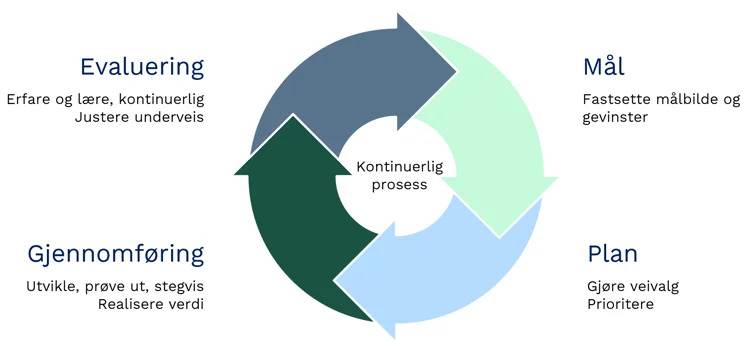 Evaluering
Erfare og lære, kontinuerlig
Justere underveis
Mål
Fastsette målbilde og
gevinster
Kontinuerlig
prosess
Gjennomføring
Utvikle, prøve ut, stegvis
Realisere verdi
Plan
Gjøre veivalg
Prioritere